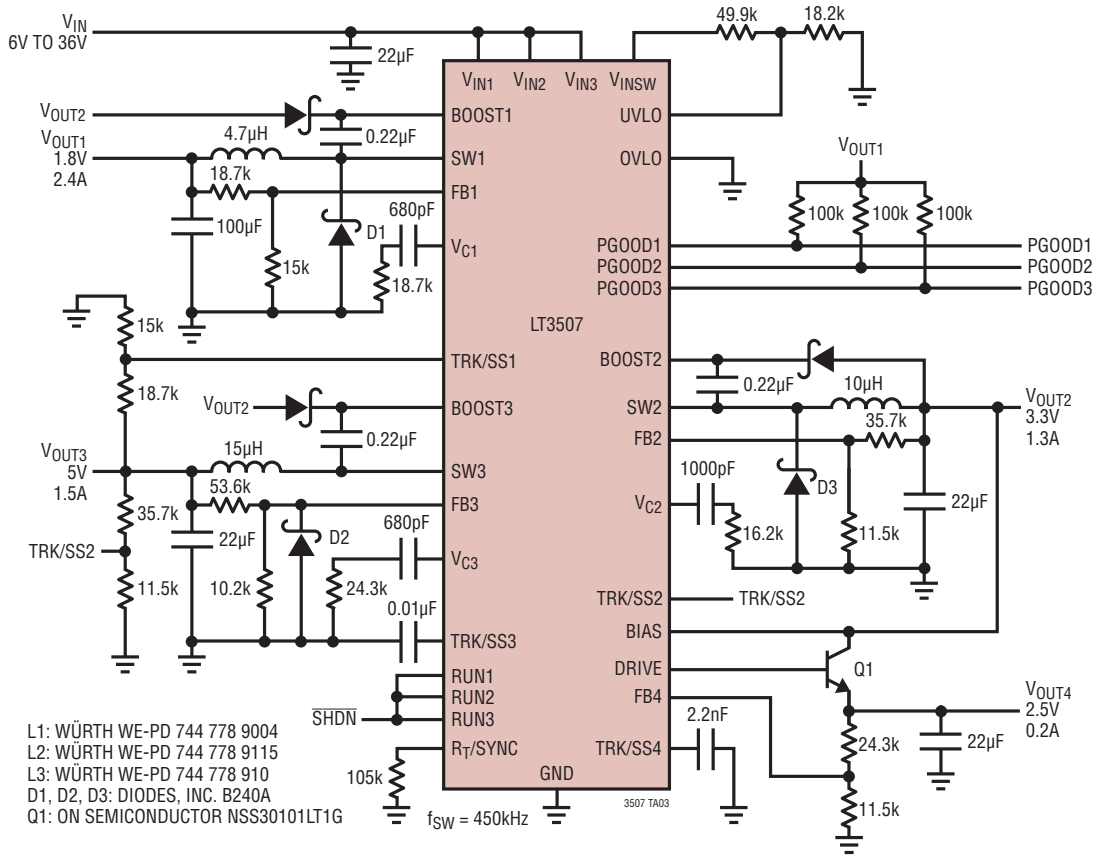 VIN
6V TO 36V
22µF
49.9k
18.2k
VIN1
VIN2
VIN3
VINSW
VOUT2
BOOST1
UVLO
0.22µF
VOUT1
1.8V
2.4A
4.7µH
SW1
OVLO
18.7k
FB1
VOUT1
100µF
680pF
D1
VC1
15k
18.7k
100k
100k
100k
PGOOD1
PGOOD1
PGOOD2
PGOOD2
PGOOD3
PGOOD3
15k
LT3507
TRK/SS1
BOOST2
18.7k
0.22µF
10µH
VOUT2
BOOST3
SW2
VOUT2
3.3V
1.3A
0.22µF
35.7k
FB2
VOUT3
5V
1.5A
15µH
SW3
53.6k
FB3
1000pF
D3
35.7k
22µF
D2
680pF
VC2
22µF
16.2k
11.5k
TRK/SS2
VC3
11.5k
10.2k
24.3k
0.01µF
TRK/SS2
TRK/SS2
TRK/SS3
BIAS
RUN1
DRIVE
Q1
RUN2
FB4
SHDN
RUN3
VOUT4
2.5V
0.2A
2.2nF
RT/SYNC
TRK/SS4
24.3k
22µF
105k
GND
11.5k
3507 TA03
fSW = 450kHz
L1: WÜRTH WE-PD 744 778 9004
L2: WÜRTH WE-PD 744 778 9115
L3: WÜRTH WE-PD 744 778 910
D1, D2, D3: DIODES, INC. B240A
Q1: ON SEMICONDUCTOR NSS30101LT1G